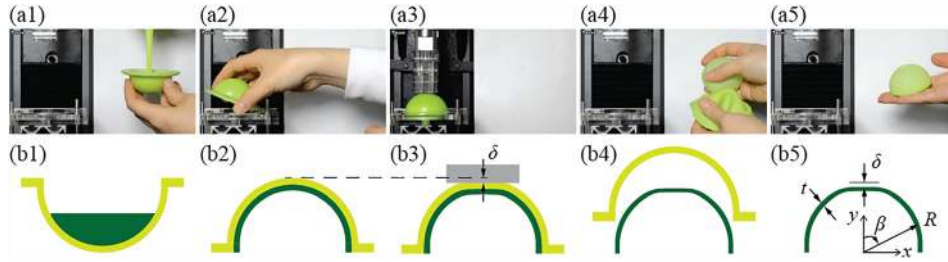 (a1) (a2) (a3) (a4) (a5)
(b1) (b2) (b3) δ (b4) (b5) δ
t
y β R
x